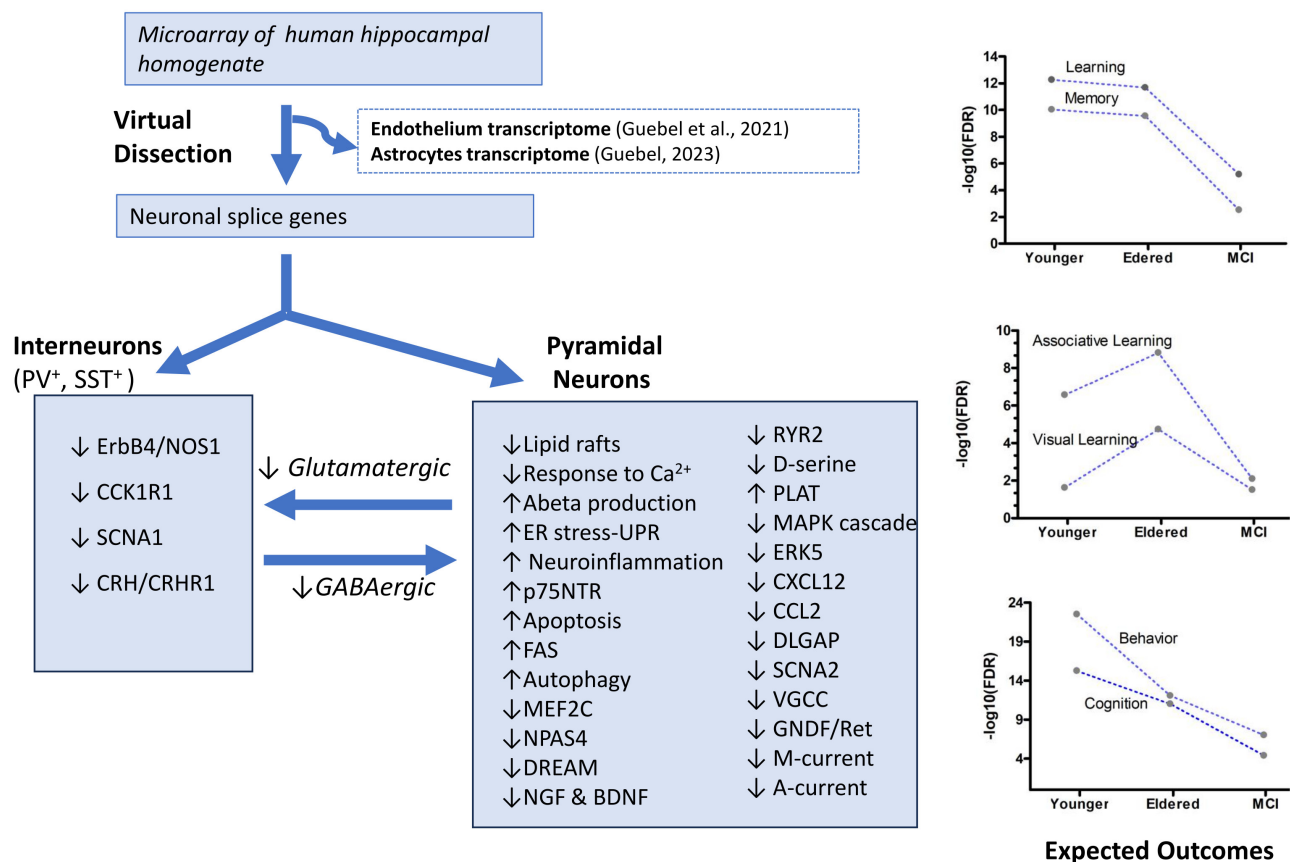 Microarray of human hippocampal
homogenate
Virtual
Dissection
Endothelium transcriptome (Guebel et al., 2021)
Astrocytes transcriptome (Guebel, 2023)
Neuronal splice genes
Interneurons
(PV⁺, SST⁺)
↓ ErbB4/NOS1
↓ CCK1R1
↓ SCNA1
↓ CRH/CRHR1
↓ Glutamatergic
↓ GABAergic
Pyramidal
Neurons
↓Lipid rafts
↓Response to Ca²⁺
↑Abeta production
↑ER stress-UPR
↑ Neuroinflammation
↑p75NTR
↑Apoptosis
↑FAS
↑Autophagy
↓MEF2C
↓NPAS4
↓DREAM
↓NGF & BDNF
↓ RYR2
↓ D-serine
↑ PLAT
↓ MAPK cascade
↓ ERK5
↓ CXCL12
↓ CCL2
↓ DLGAP
↓ SCNA2
↓ VGCC
↓ GNDF/Ret
↓ M-current
↓ A-current
-log10(FDR)
14
12
10
8
6
4
2
0
Learning
Memory
Younger Edered MCI
-log10(FDR)
10
8
6
4
2
0
Associative Learning
Visual Learning
Younger Eldered MCI
-log10(FDR)
24
19
14
9
4
Behavior
Cognition
Younger Eldered MCI
Expected Outcomes